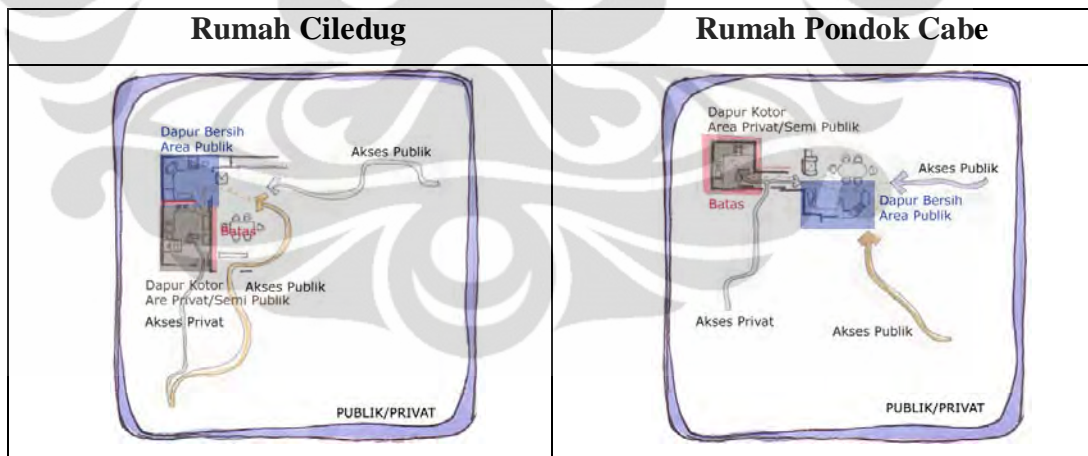 Rumah Ciledug
Dapur Bersih
Area Publik
Akses Publik
Batas
Dapur Kotor
Are Privat/Semi Publik
Akses Publik
Akses Privat
PUBLIK/PRIVAT
Rumah Pondok Cabe
Dapur Kotor
Area Privat/Semi Publik
Akses Publik
Batas
Dapur Bersih
Area Publik
Akses Privat
Akses Publik
PUBLIK/PRIVAT